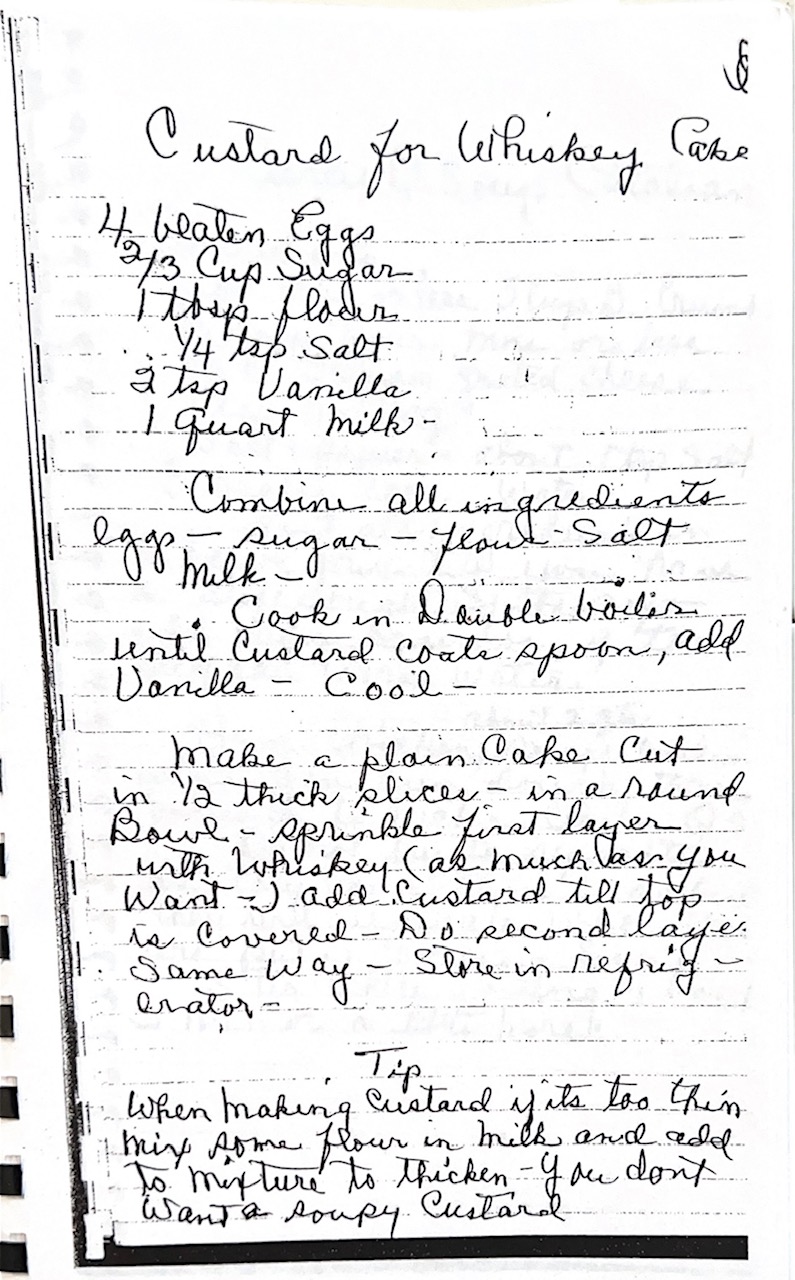 6
Custard for Whiskey Cake
4 beaten Eggs
2/3 Cup Sugar
1 tbsp flour
1/4 tsp Salt
2 tsp Vanilla
1 quart Milk -
Combine all ingredients
eggs - sugar - flour - Salt
Milk -
Cook in Double boiler
until Custard coats spoon, add
Vanilla - Cool -
Make a plain Cake Cut
in 1/2 thick slices - in a round
Bowl - sprinkle first layer
with Whiskey (as much as you
Want -) add Custard till top
is Covered - Do second laye
Same Way - Store in refrig -
erator -
Tip
When making Custard if its too thin
mix some flour in milk and add
to mixture to thicken - You dont
Want a soupy Custard